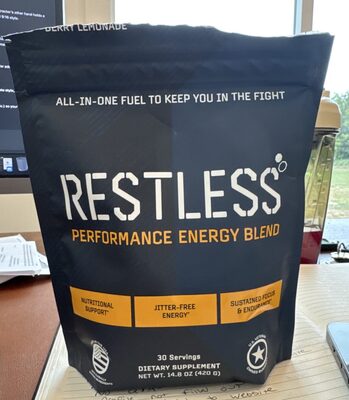 BERRY LEMONADE
ALL-IN-ONE FUEL TO KEEP YOU IN THE FIGHT
RESTLESS
PERFORMANCE ENERGY BLEND
NUTRITIONAL
SUPPORT*
JITTER-FREE
ENERGY*
SUSTAINED FOCUS
& ENDURANCE*
30 Servings
DIETARY SUPPLEMENT
NET WT. 14.8 OZ (420 G)